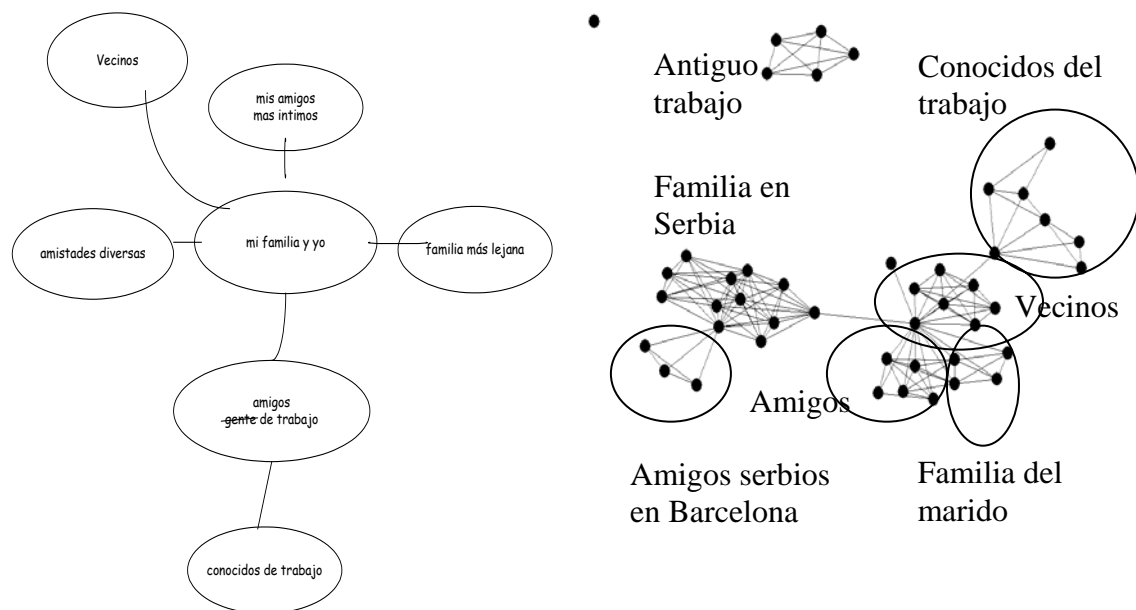 Vecinos
mis amigos
mas intimos
mi familia y yo
amistades diversas
familia más lejana
amigos
gente de trabajo
conocidos de trabajo
Antiguo
trabajo
Conocidos del
trabajo
Familia en
Serbia
Vecinos
Amigos
Amigos serbios
en Barcelona
Familia del
marido